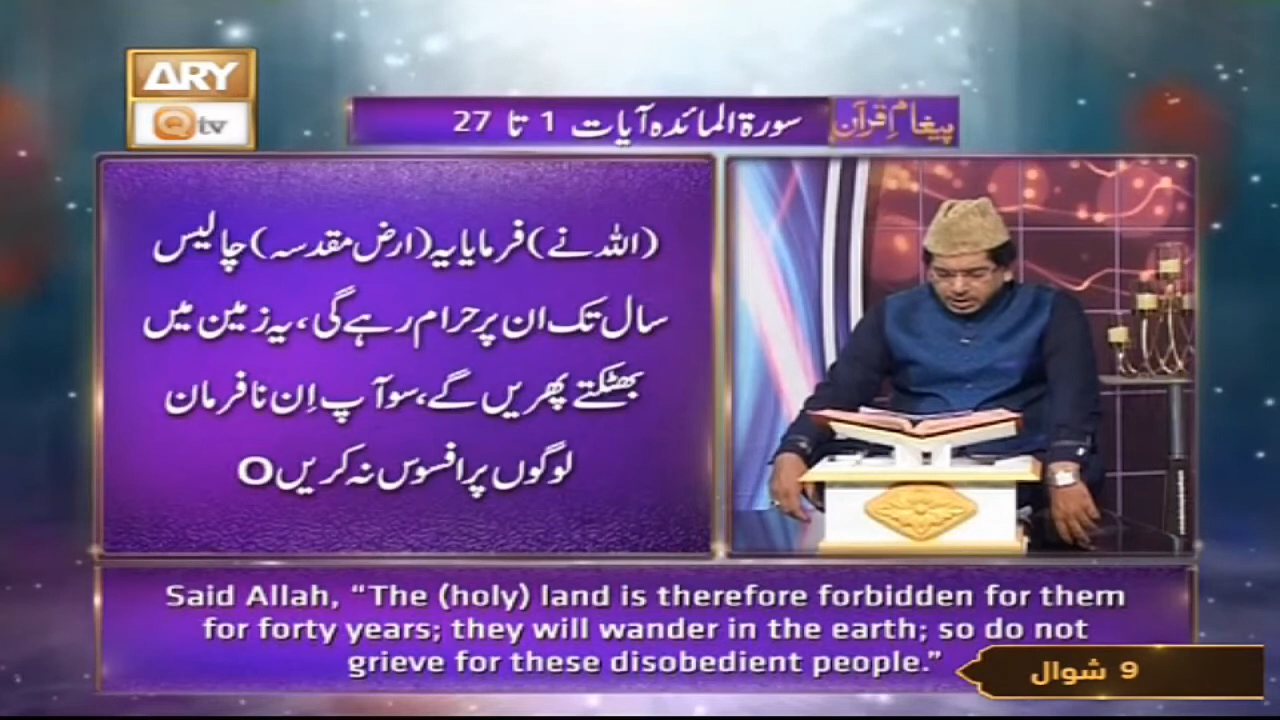 ARY
Qtv
پیغامِ قرآن
سورۃ المائدہ آیات 1 تا 27
(اللہ نے) فرمایا یہ (ارض مقدسہ) چالیس
سال تک ان پر حرام رہے گی، یہ زمین میں
بھٹکتے پھریں گے، سو آپ اِن نافرمان
لوگوں پر افسوس نہ کریں O
Said Allah, “The (holy) land is therefore forbidden for them
for forty years; they will wander in the earth; so do not
grieve for these disobedient people.”
9 شوال